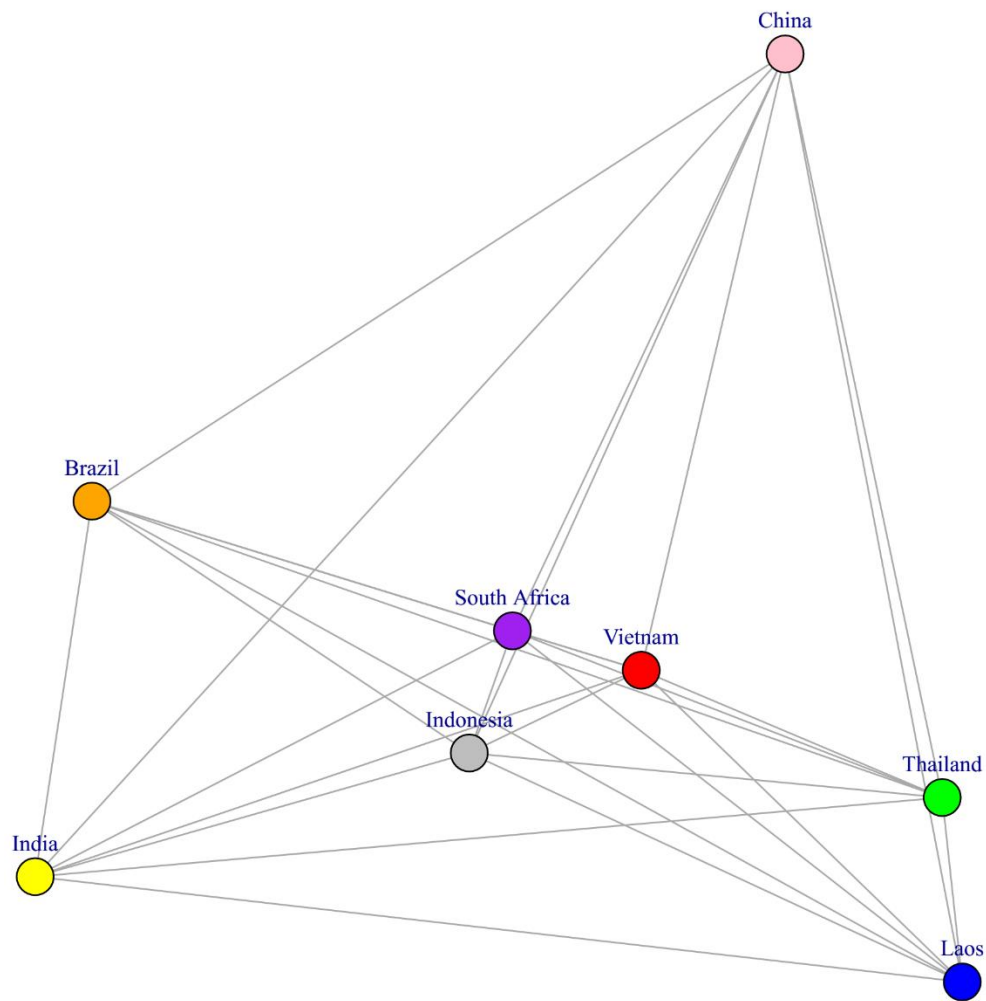 China
Brazil
South Africa
Vietnam
Indonesia
Thailand
India
Laos